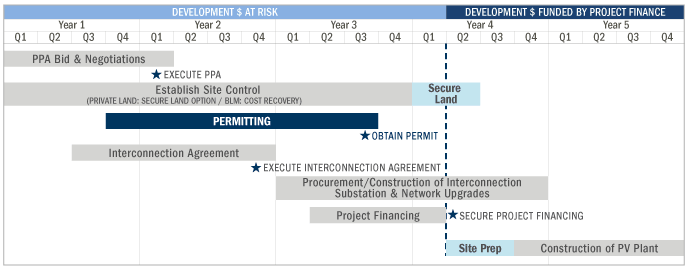 DEVELOPMENT $ AT RISK DEVELOPMENT $ FUNDED BY PROJECT FINANCE
Year 1 Year 2 Year 3 Year 4 Year 5
Q1 Q2 Q3 Q4 Q1 Q2 Q3 Q4 Q1 Q2 Q3 Q4 Q1 Q2 Q3 Q4 Q1 Q2 Q3 Q4
PPA Bid & Negotiations
EXECUTE PPA
Establish Site Control
(PRIVATE LAND: SECURE LAND OPTION / BLM: COST RECOVERY)
Secure
Land
PERMITTING
OBTAIN PERMIT
Interconnection Agreement
EXECUTE INTERCONNECTION AGREEMENT
Procurement/Construction of Interconnection
Substation & Network Upgrades
Project Financing
SECURE PROJECT FINANCING
Site Prep
Construction of PV Plant